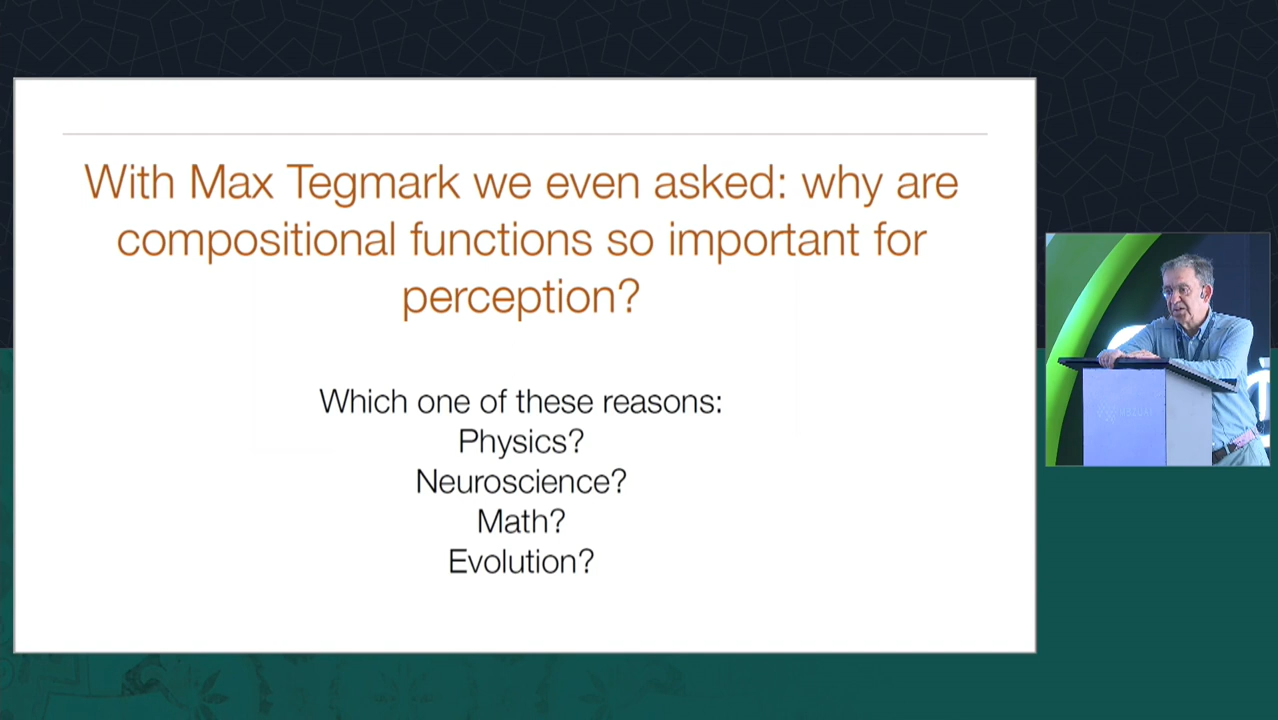 With Max Tegmark we even asked: why are
compositional functions so important for
perception?
Which one of these reasons:
Physics?
Neuroscience?
Math?
Evolution?